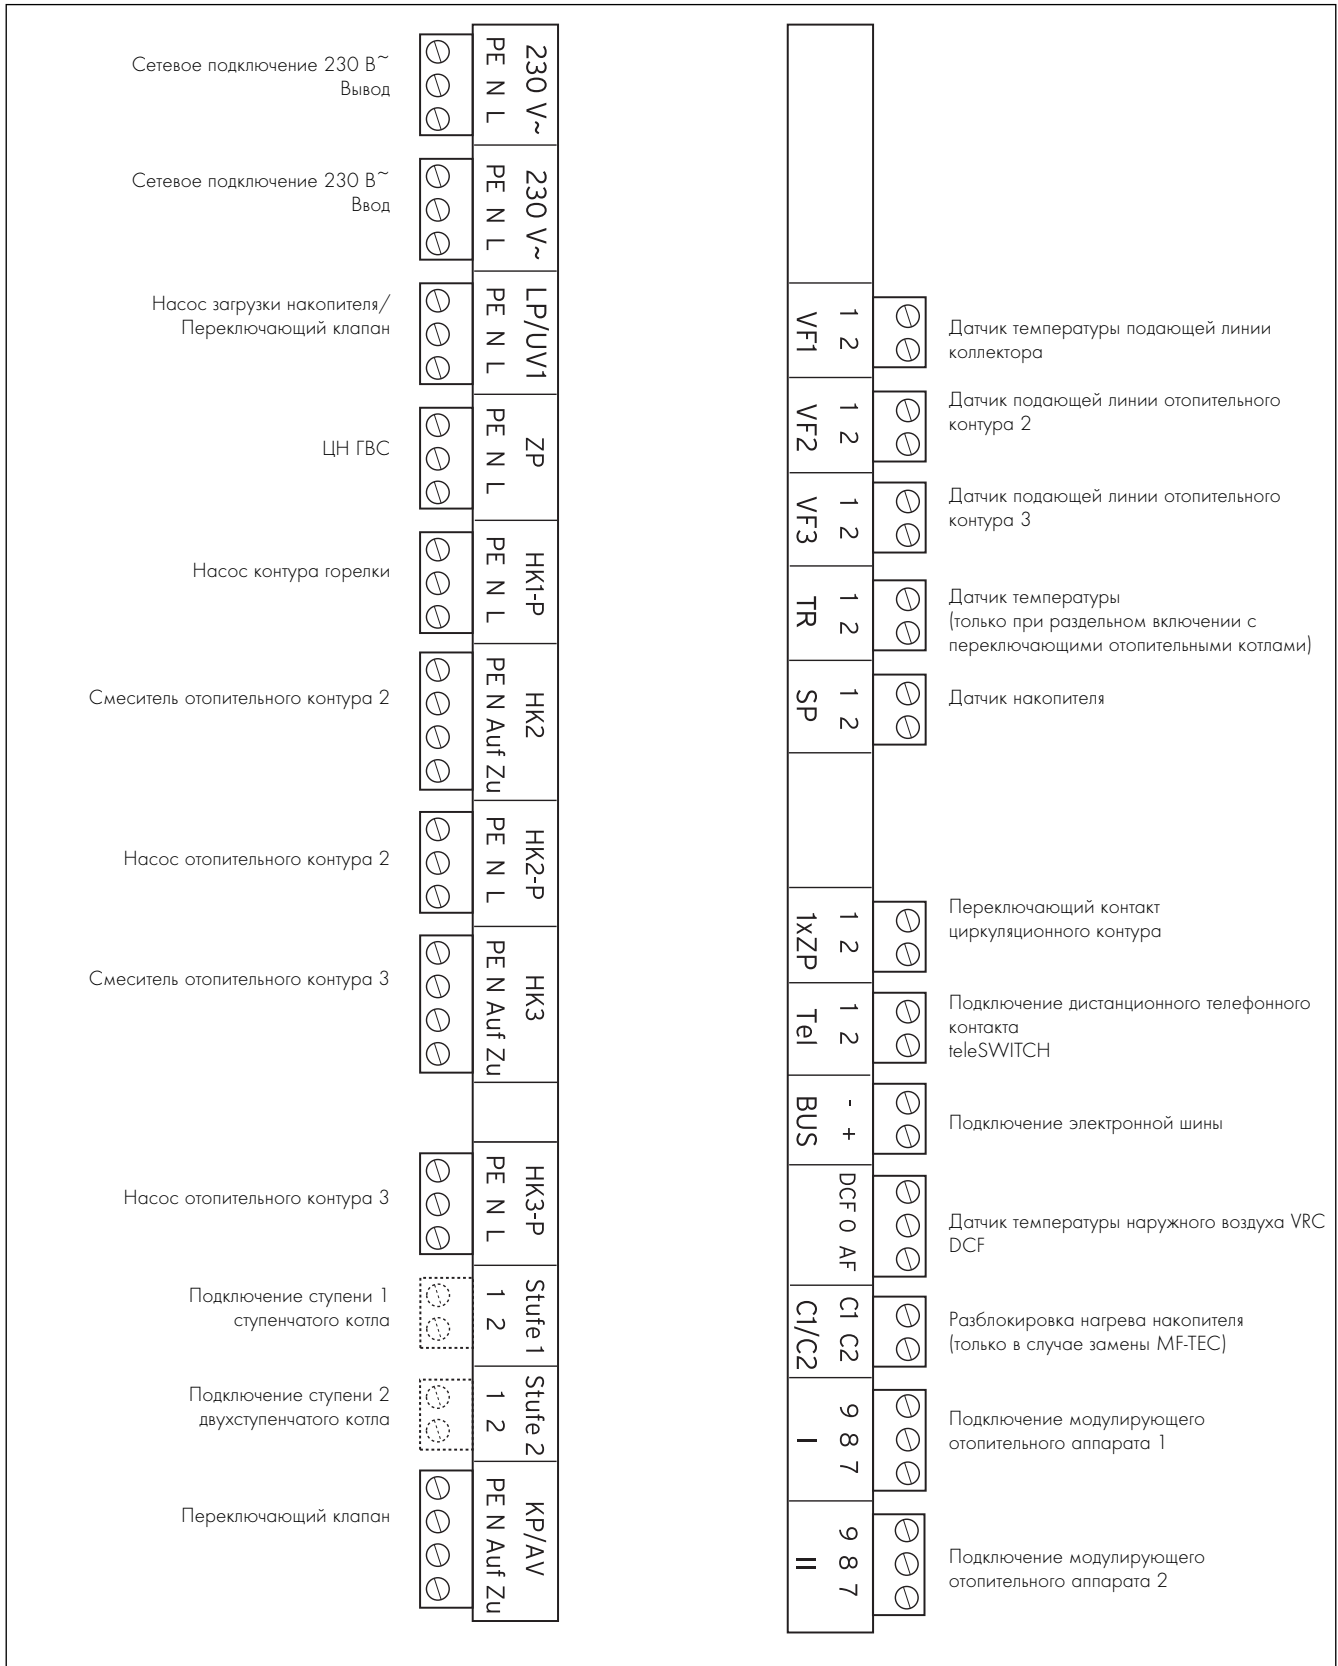 Сетевое подключение 230 В~
Вывод
PE N L
230 V~
Сетевое подключение 230 В~
Ввод
PE N L
230 V~
Насос загрузки накопителя/
Переключающий клапан
PE N L
LP/UV1
ЦН ГВС
PE N L
ZP
Насос контура горелки
PE N L
HK1-P
Смеситель отопительного контура 2
PE N Auf Zu
HK2
Насос отопительного контура 2
PE N L
HK2-P
Смеситель отопительного контура 3
PE N Auf Zu
HK3
Насос отопительного контура 3
PE N L
HK3-P
Подключение ступени 1
ступенчатого котла
1 2
Stufe 1
Подключение ступени 2
двухступенчатого котла
1 2
Stufe 2
Переключающий клапан
PE N Auf Zu
KP/AV
VF1
1 2
Датчик температуры подающей линии
коллектора
VF2
1 2
Датчик подающей линии отопительного
контура 2
VF3
1 2
Датчик подающей линии отопительного
контура 3
TR
1 2
Датчик температуры
(только при раздельном включении с
переключающими отопительными котлами)
SP
1 2
Датчик накопителя
1xZP
1 2
Переключающий контакт
циркуляционного контура
Tel
1 2
Подключение дистанционного телефонного
контакта
teleSWITCH
BUS
- +
Подключение электронной шины
DCF 0 AF
Датчик температуры наружного воздуха VRC
DCF
C1/C2
C1 C2
Разблокировка нагрева накопителя
(только в случае замены MF-TEC)
I
9 8 7
Подключение модулирующего
отопительного аппарата 1
II
9 8 7
Подключение модулирующего
отопительного аппарата 2